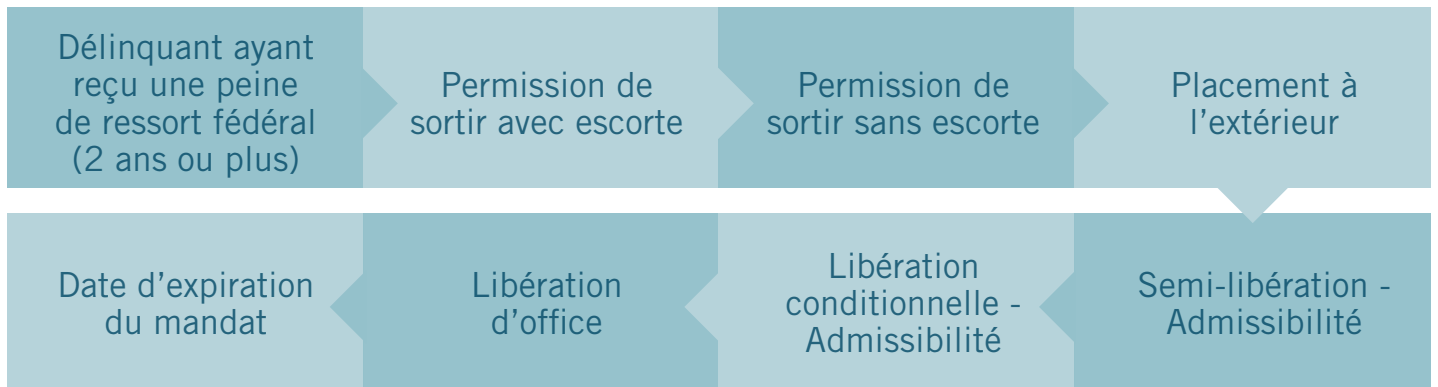 Délinquant ayant
reçu une peine
de ressort fédéral
(2 ans ou plus)
Permission de
sortir avec escorte
Permission de
sortir sans escorte
Placement à
l’extérieur
Semi-libération -
Admissibilité
Libération
conditionnelle -
Admissibilité
Libération
d’office
Date d’expiration
du mandat